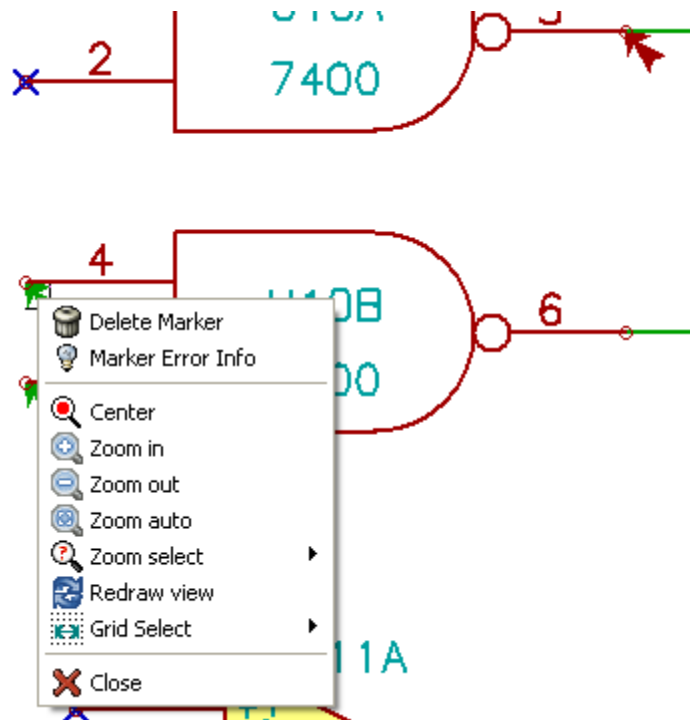 3
2
7400
4
6
Delete Marker
Marker Error Info
Center
Zoom in
Zoom out
Zoom auto
Zoom select
Redraw view
Grid Select
11A
Close